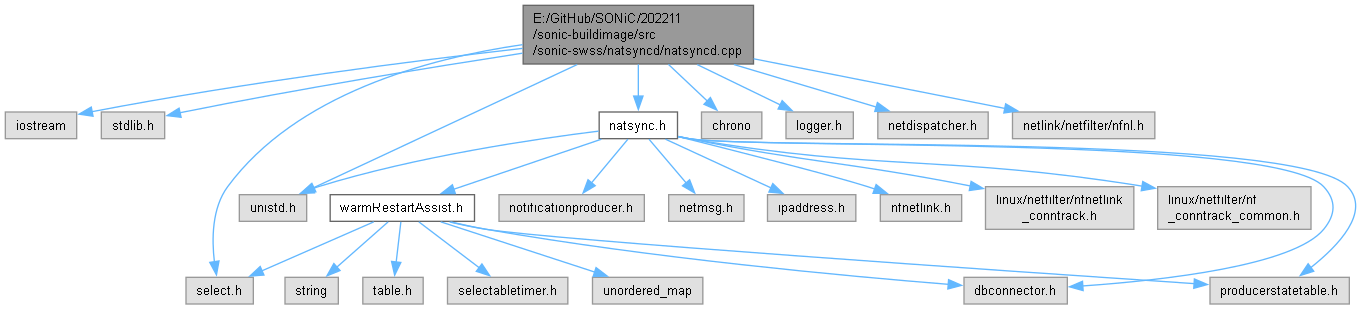 E:/GitHub/SONiC/202211
/sonic-buildimage/src
/sonic-swss/natsyncd/natsyncd.cpp
iostream
stdlib.h
natsync.h
chrono
logger.h
netdispatcher.h
netlink/netfilter/nfnl.h
unistd.h
warmRestartAssist.h
notificationproducer.h
netmsg.h
ipaddress.h
nfnetlink.h
linux/netfilter/nfnetlink
_conntrack.h
linux/netfilter/nf
_conntrack_common.h
select.h
string
table.h
selectabletimer.h
unordered_map
dbconnector.h
producerstatetable.h